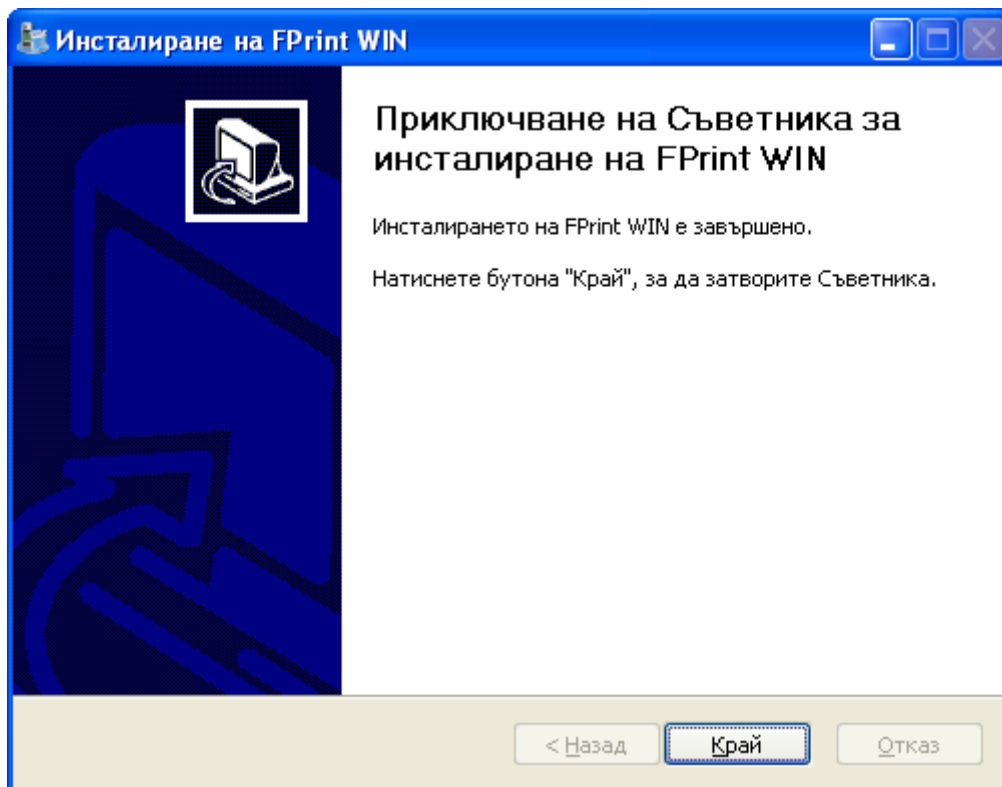 Инсталиране на FPrint WIN
Приключване на Съветника за
инсталиране на FPrint WIN
Инсталирането на FPrint WIN е завършено.
Натиснете бутона "Край", за да затворите Съветника.
< Назад
Край
Отказ